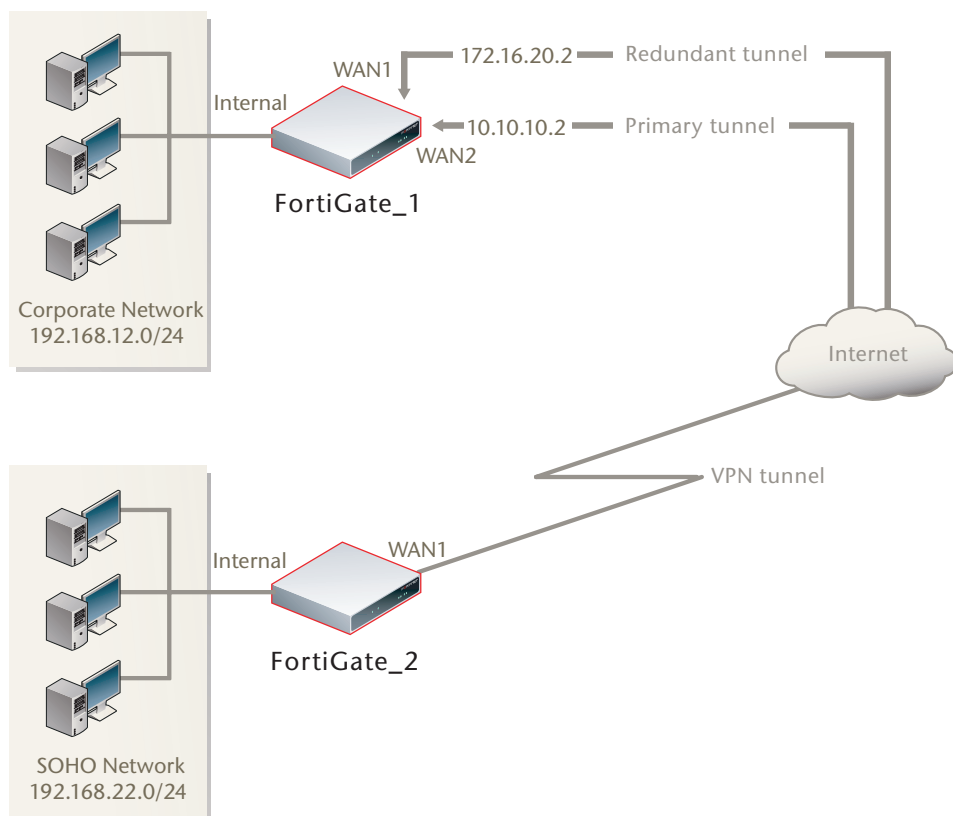 172.16.20.2
Redundant tunnel
WAN1
Internal
10.10.10.2
Primary tunnel
WAN2
FortiGate_1
Corporate Network
192.168.12.0/24
Internet
VPN tunnel
Internal
WAN1
FortiGate_2
SOHO Network
192.168.22.0/24